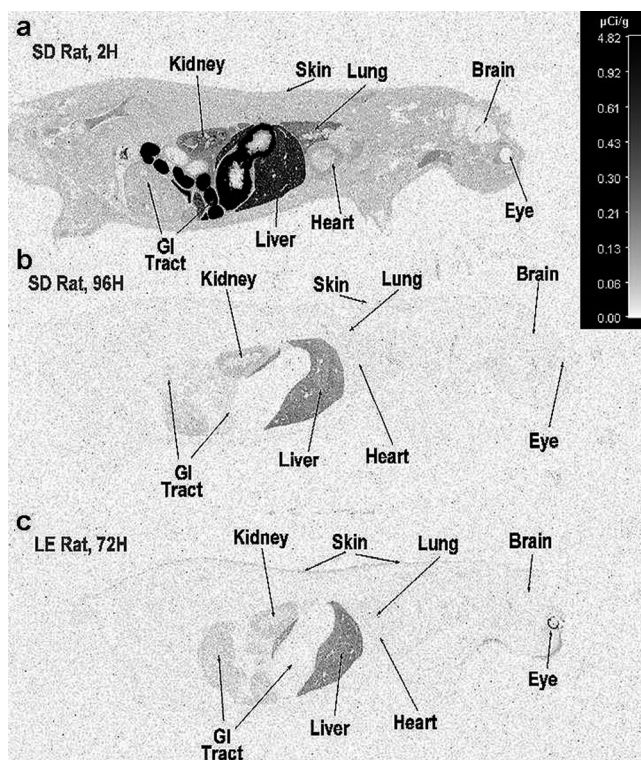 a
SD Rat, 2H
Kidney
Skin
Lung
Brain
GI
Tract
Liver
Heart
Eye
µCi/g
4.82
0.92
0.61
0.43
0.30
0.21
0.13
0.06
0.00
b
SD Rat, 96H
Kidney
Skin
Lung
Brain
GI
Tract
Liver
Heart
Eye
c
LE Rat, 72H
Kidney
Skin
Lung
Brain
GI
Tract
Liver
Heart
Eye